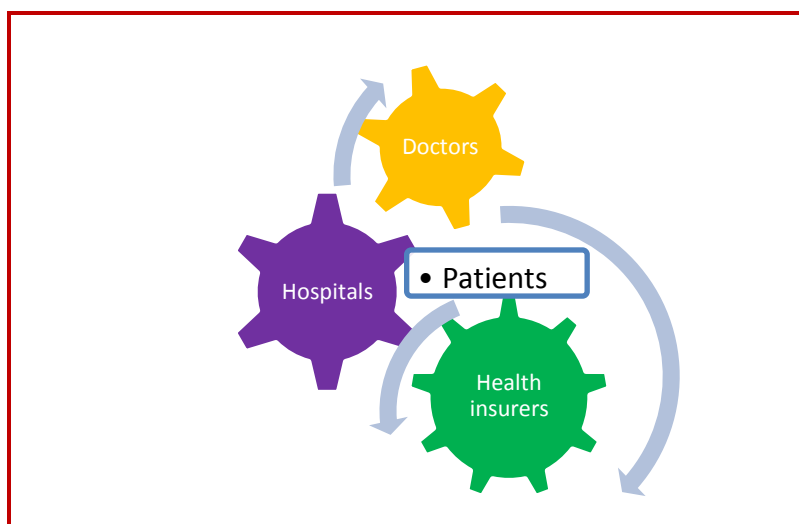 Doctors
Hospitals
• Patients
Health
insurers